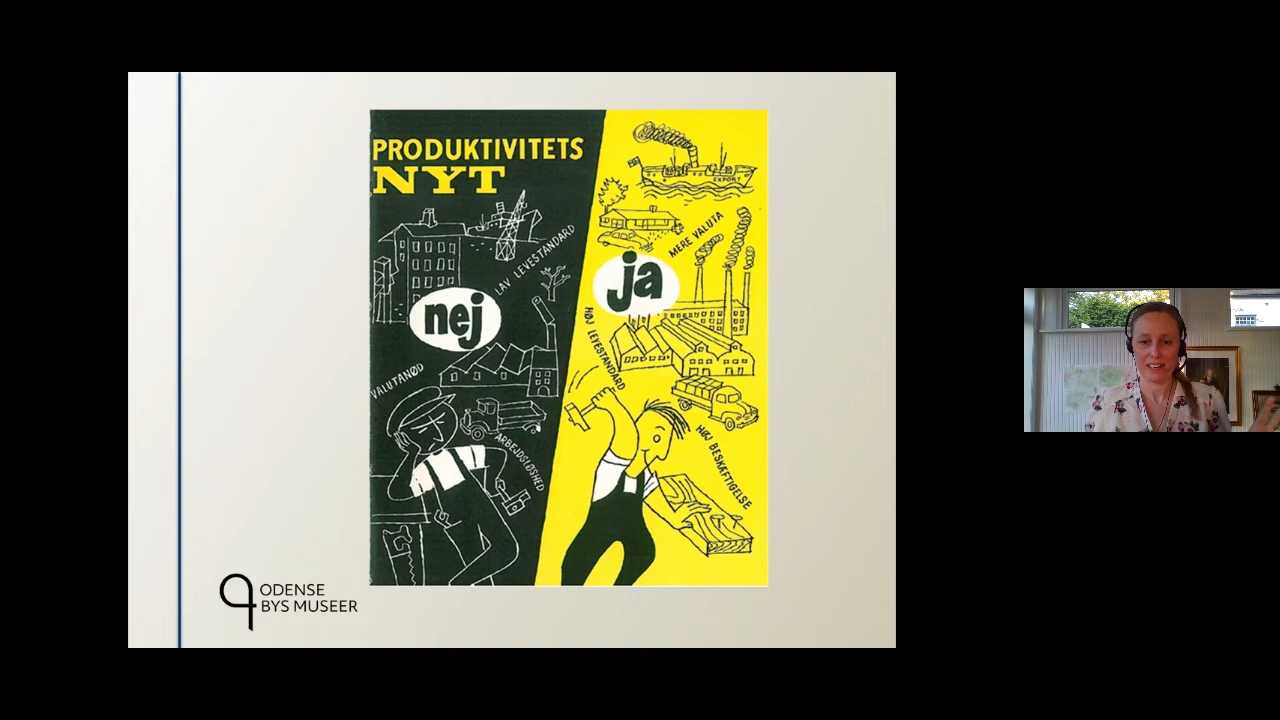 PRODUKTIVITETS
NYT
LAV LEVESTANDARD
nej
VALUTANØD
ARBEJDSLØSHED
EXPORT
MERE VALUTA
ja
HØJ LEVESTANDARD
HØJ BESKÆFTIGELSE
ODENSE
BYS MUSEER